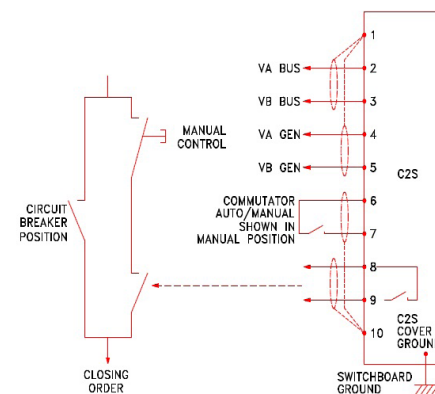 1
VA BUS 2
VB BUS 3
MANUAL
CONTROL
VA GEN 4
VB GEN 5
C2S
CIRCUIT
BREAKER
POSITION
COMMUTATOR
AUTO/MANUAL
SHOWN IN
MANUAL POSITION
6
7
8
9
C2S
COVER
GROUN
10
CLOSING
ORDER
SWITCHBOARD
GROUND